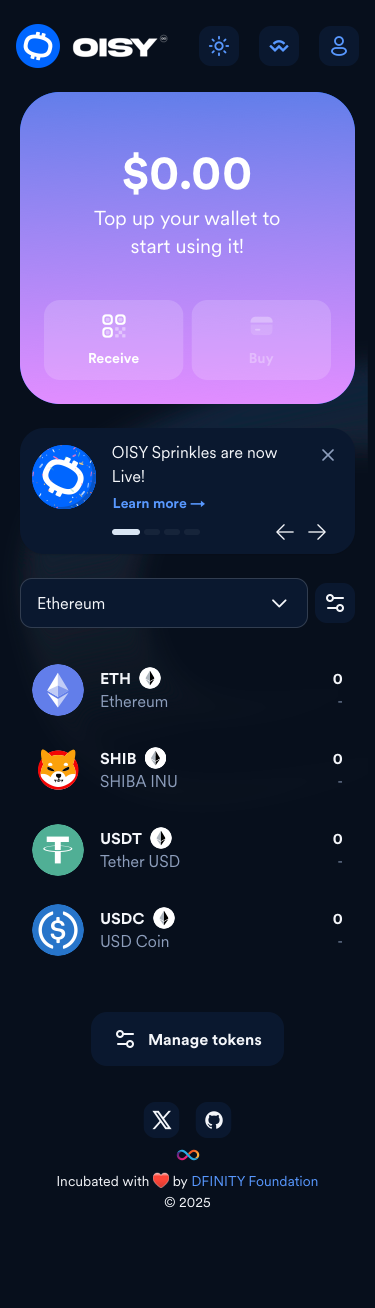 OISY
$0.00
Top up your wallet to
start using it!
Receive
Buy
OISY Sprinkles are now
Live!
Learn more →
Ethereum
ETH
0
Ethereum
-
SHIB
0
SHIBA INU
-
USDT
0
Tether USD
-
USDC
0
USD Coin
-
Manage tokens
Incubated with ❤️ by DFINITY Foundation
© 2025